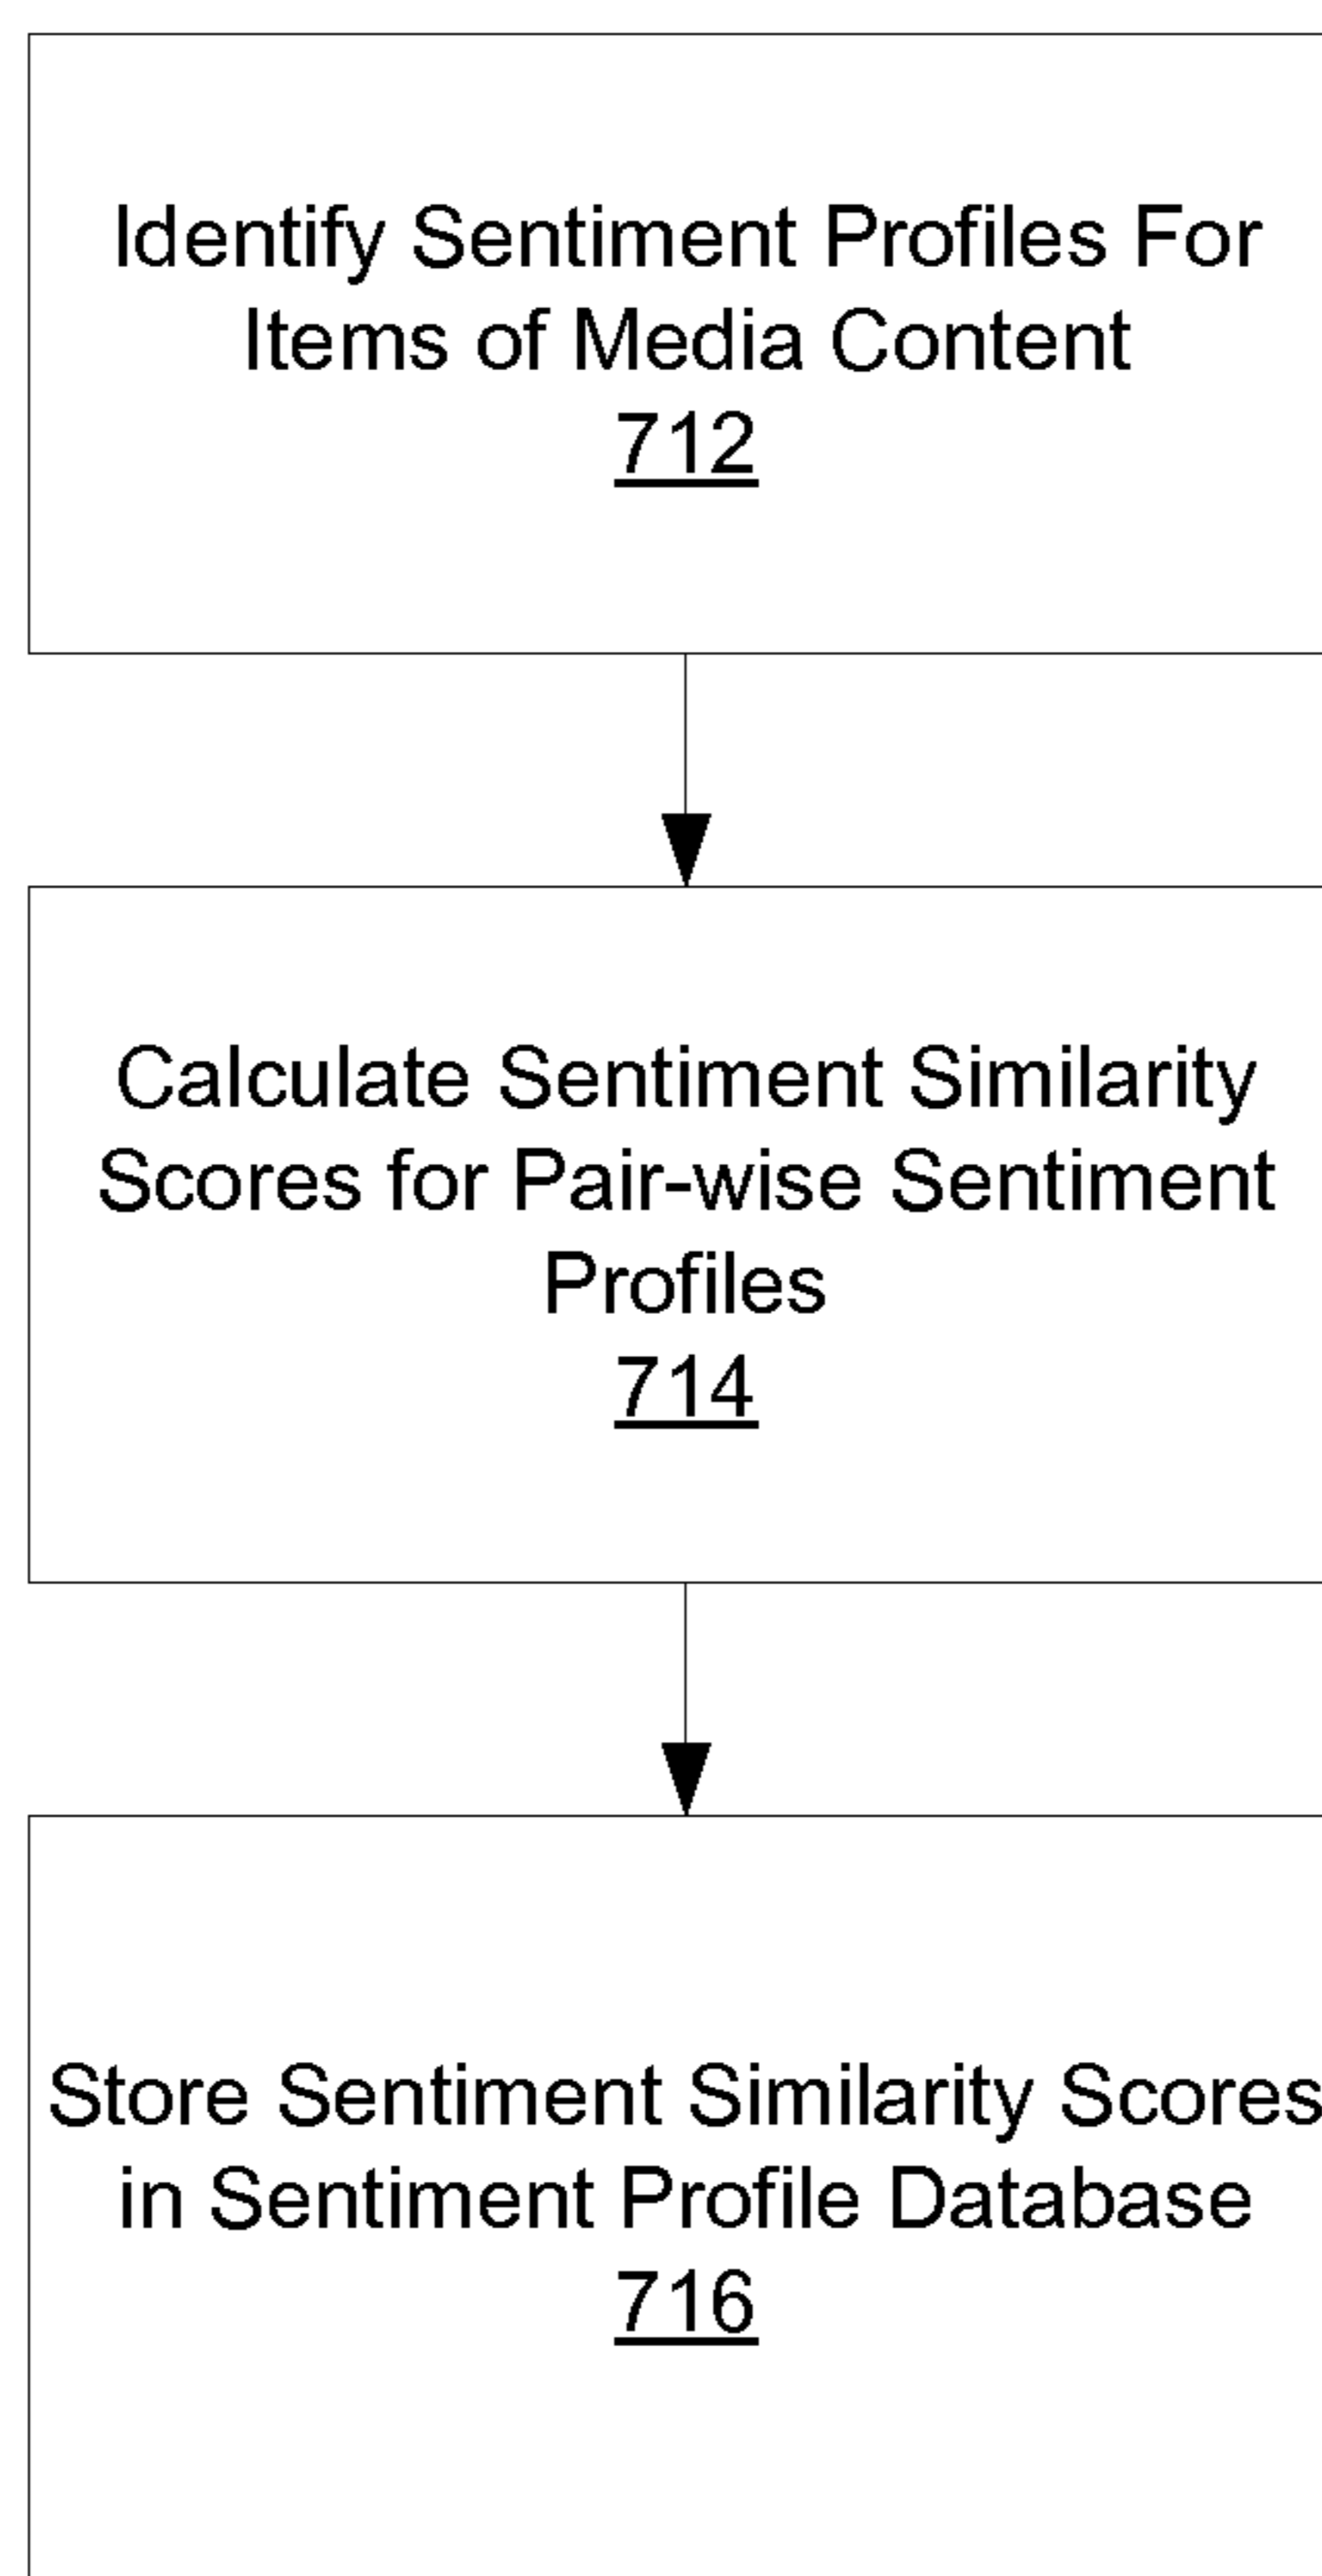 Identify Sentiment Profiles For
Items of Media Content
712
Calculate Sentiment Similarity
Scores for Pair-wise Sentiment
Profiles
714
Store Sentiment Similarity Scores
in Sentiment Profile Database
716